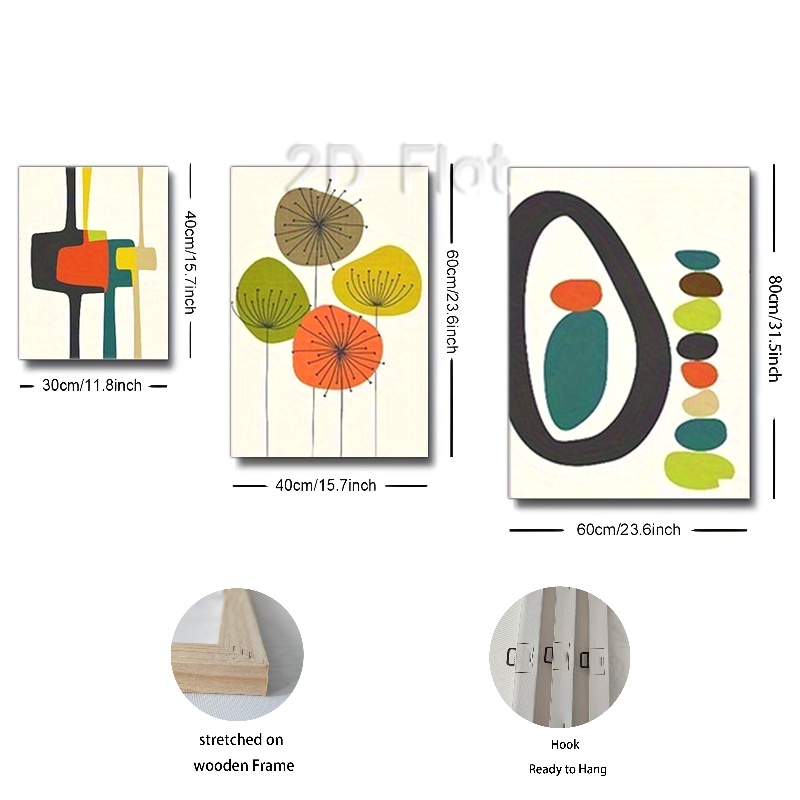 2D Flat
40cm/15.7inch
30cm/11.8inch
60cm/23.6inch
40cm/15.7inch
80cm/31.5inch
60cm/23.6inch
stretched on
wooden Frame
Hook
Ready to Hang